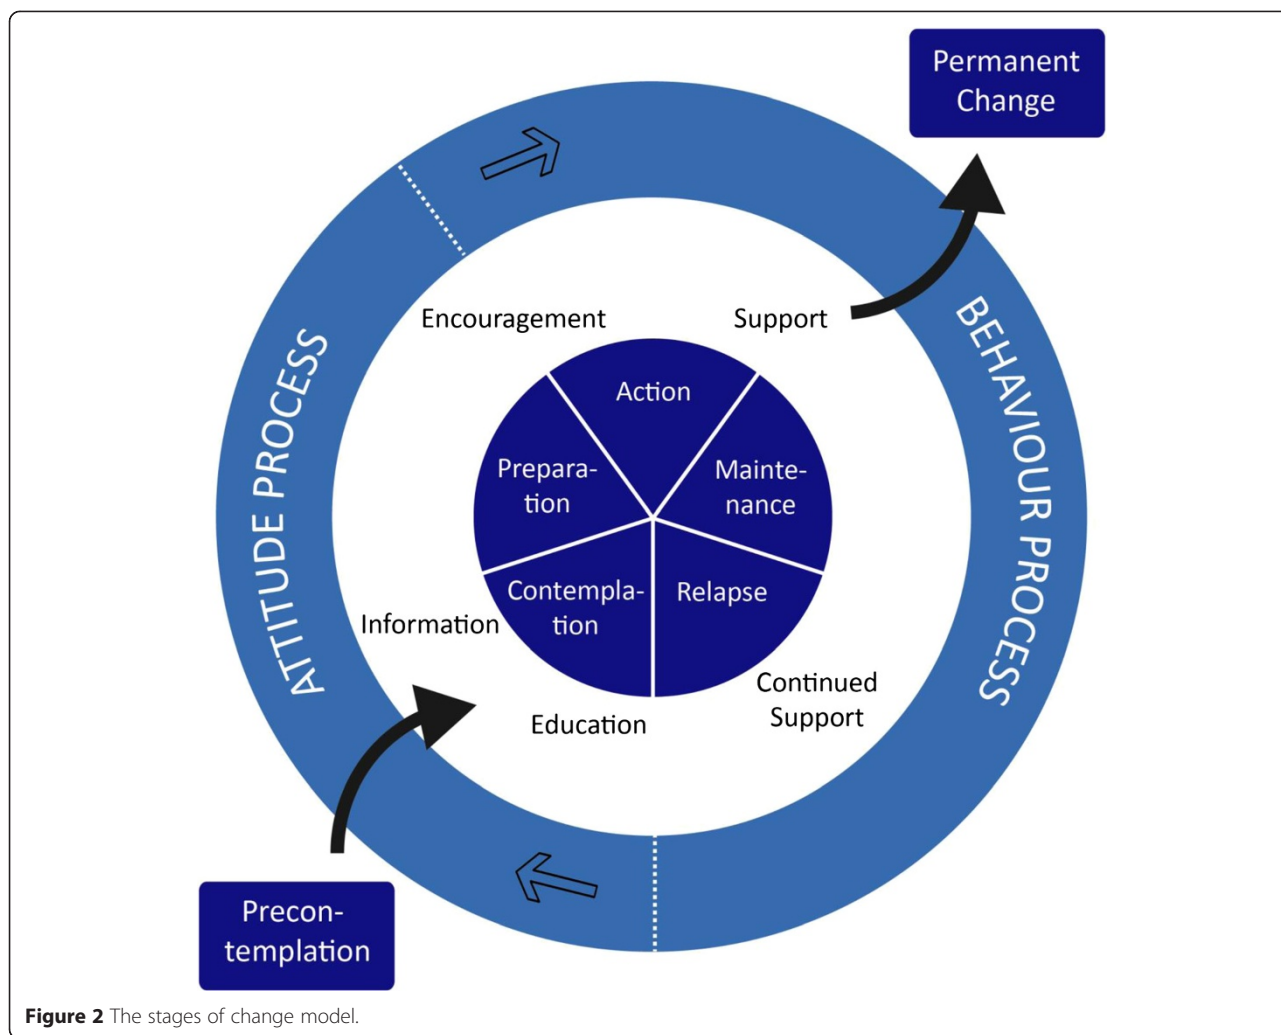 Permanent
Change
ATTITUDE PROCESS
BEHAVIOUR PROCESS
Encouragement
Support
Action
Prepara-
tion
Mainte-
nance
Contempla-
tion
Relapse
Information
Education
Continued
Support
Precon-
templation
Figure 2 The stages of change model.